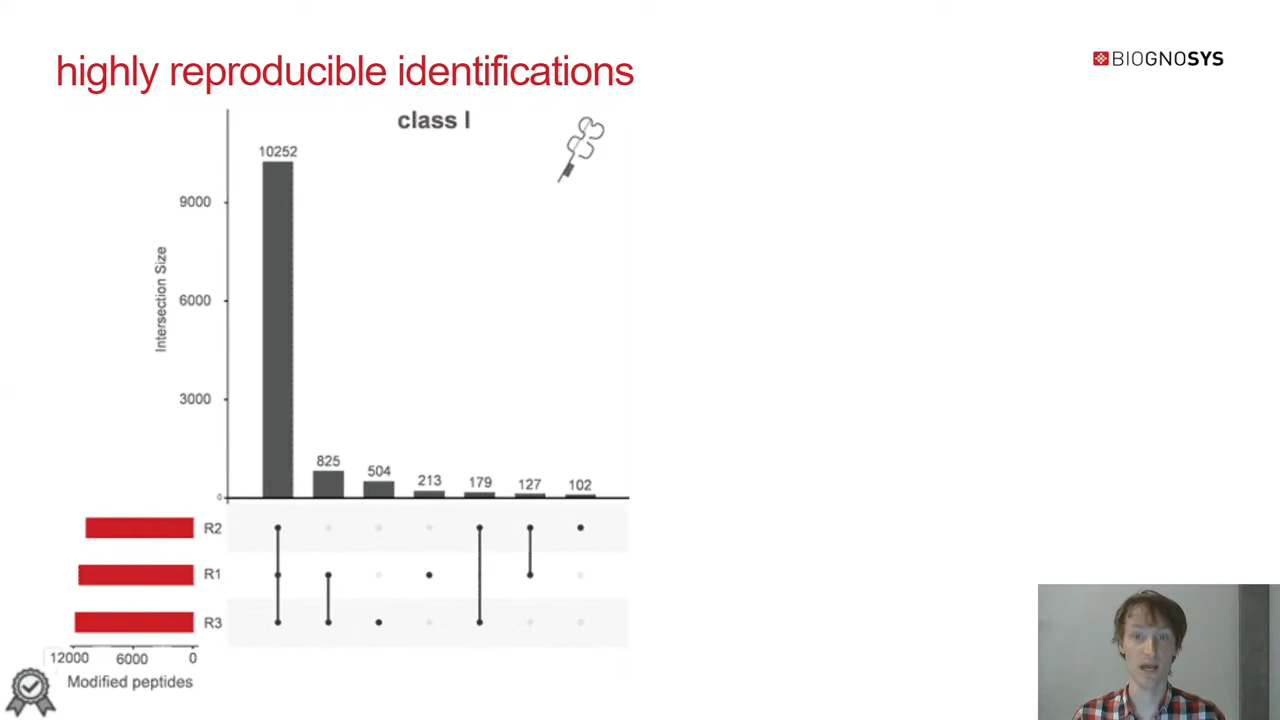 highly reproducible identifications
BIOGNOSYS
class I
10252
9000
6000
3000
0
Intersection Size
825
504
213
179
127
102
R2
R1
R3
12000 6000 0
Modified peptides